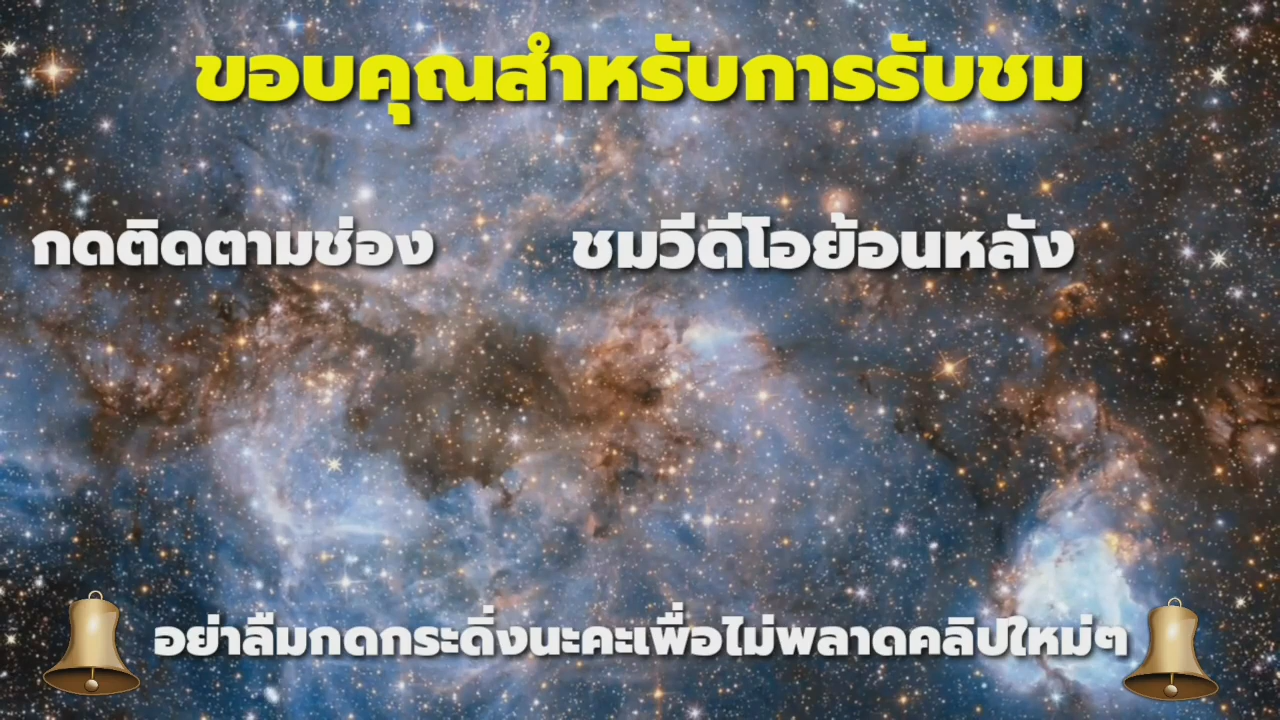 ขอบคุณสำหรับการรับชม
กดติดตามช่อง
ชมวีดีโอย้อนหลัง
อย่าลืมกดกระดิ่งนะคะเพื่อไม่พลาดคลิปใหม่ๆ